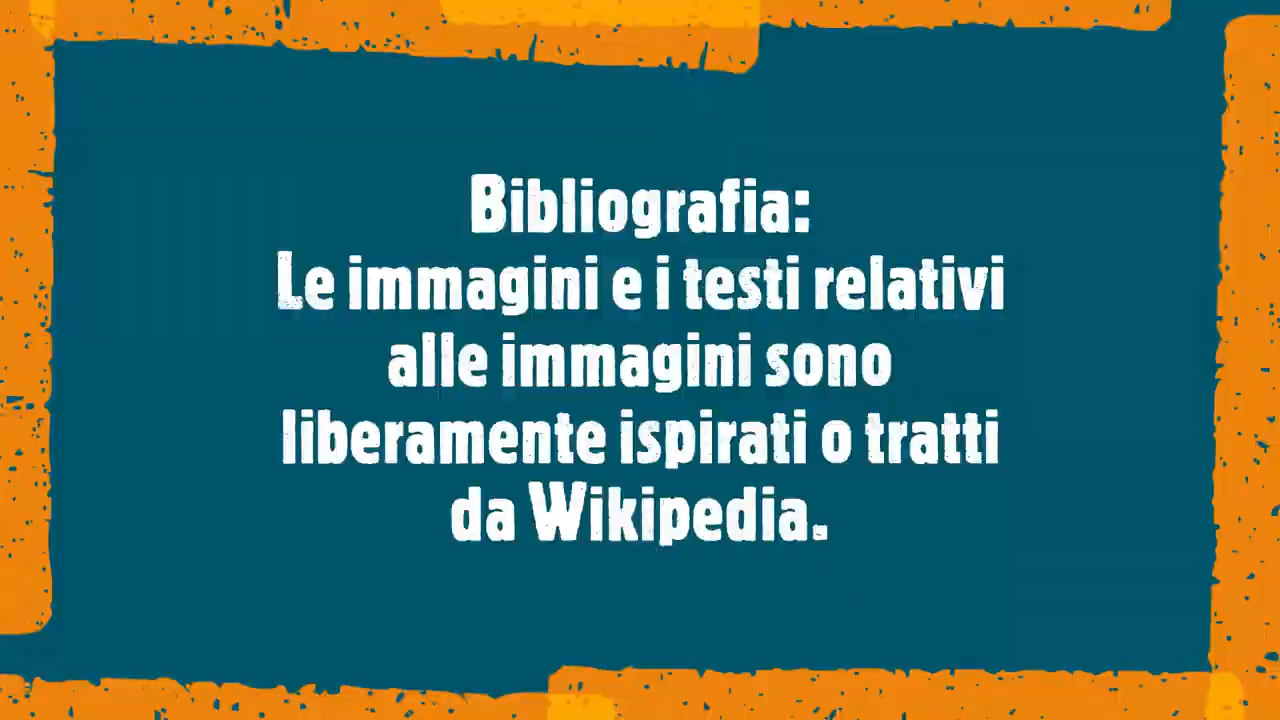 Bibliografia:
Le immagini e i testi relativi
alle immagini sono
liberamente ispirati o tratti
da Wikipedia.